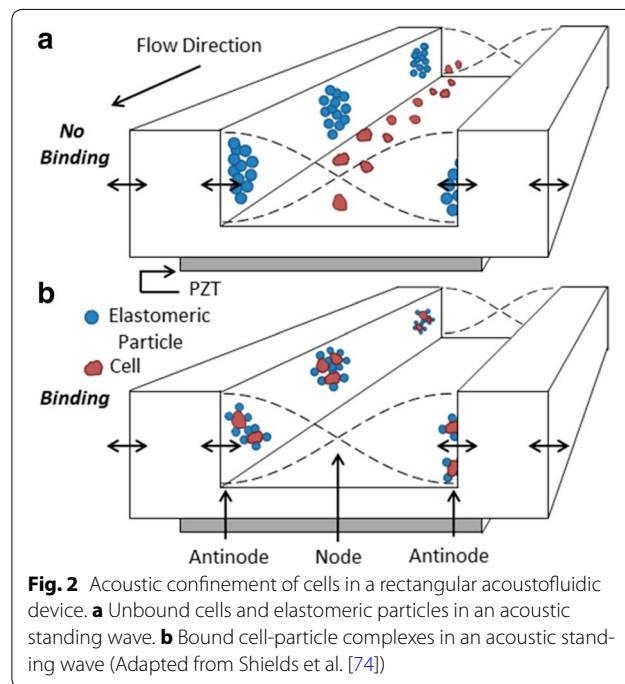 a
Flow Direction
No
Binding
PZT
b
Elastomeric
Particle
Cell
Binding
Antinode Node Antinode
Fig. 2 Acoustic confinement of cells in a rectangular acoustofluidic
device. a Unbound cells and elastomeric particles in an acoustic
standing wave. b Bound cell-particle complexes in an acoustic stand-
ing wave (Adapted from Shields et al. [74])